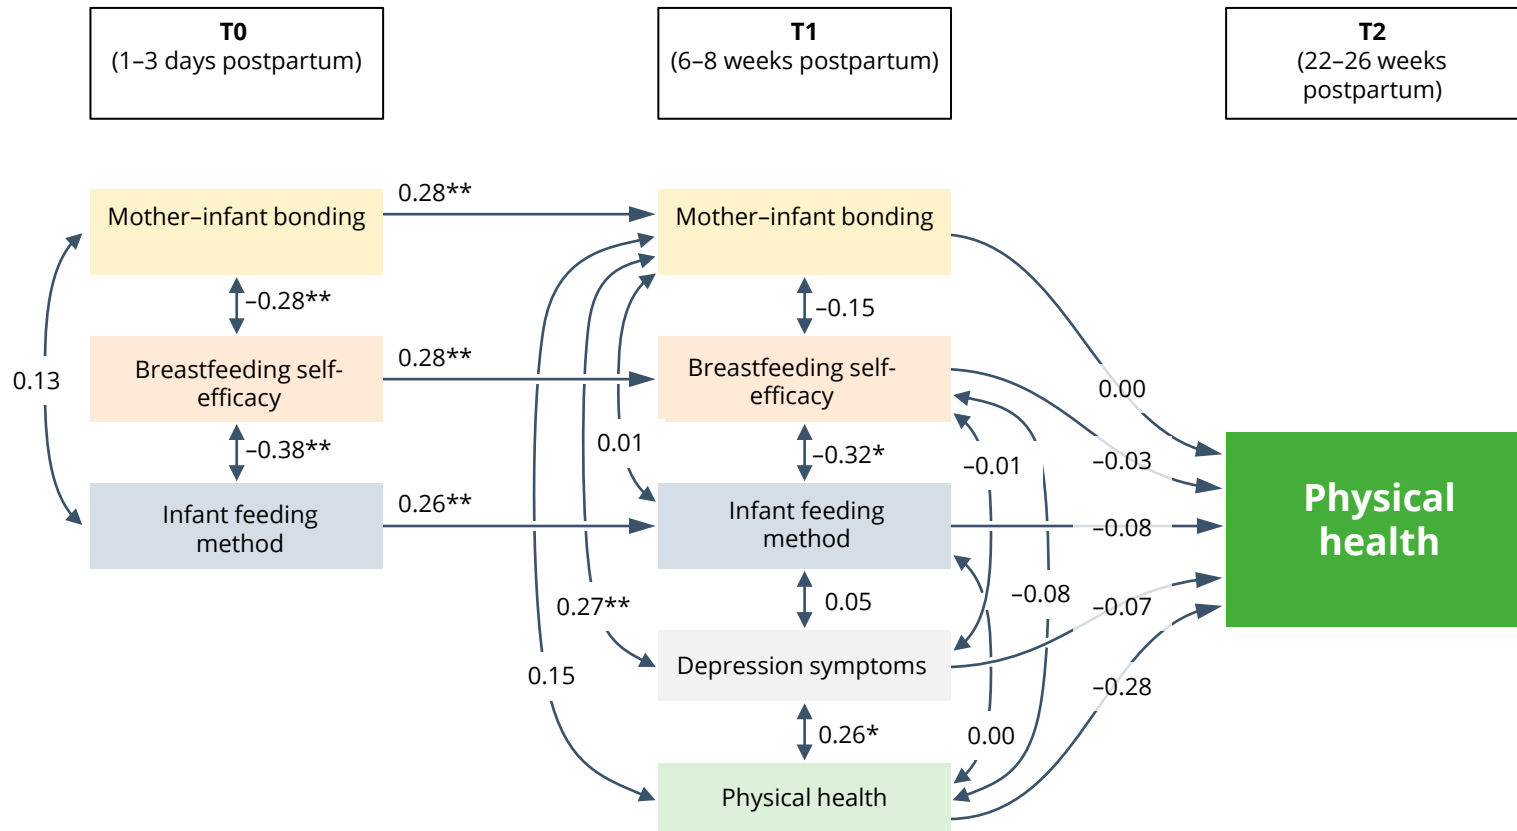 T0
(1–3 days postpartum)
T1
(6–8 weeks postpartum)
T2
(22–26 weeks
postpartum)
0.28**
Mother–infant bonding
Mother–infant bonding
–0.28**
–0.15
0.28**
Breastfeeding self-
efficacy
Breastfeeding self-
efficacy
0.13
0.00
–0.38**
0.01
–0.32*
–0.01
–0.03
0.26**
Infant feeding
method
Infant feeding
method
–0.08
Physical
health
0.27**
0.05
–0.08
–0.07
0.15
Depression symptoms
–0.28
0.26*
0.00
Physical health